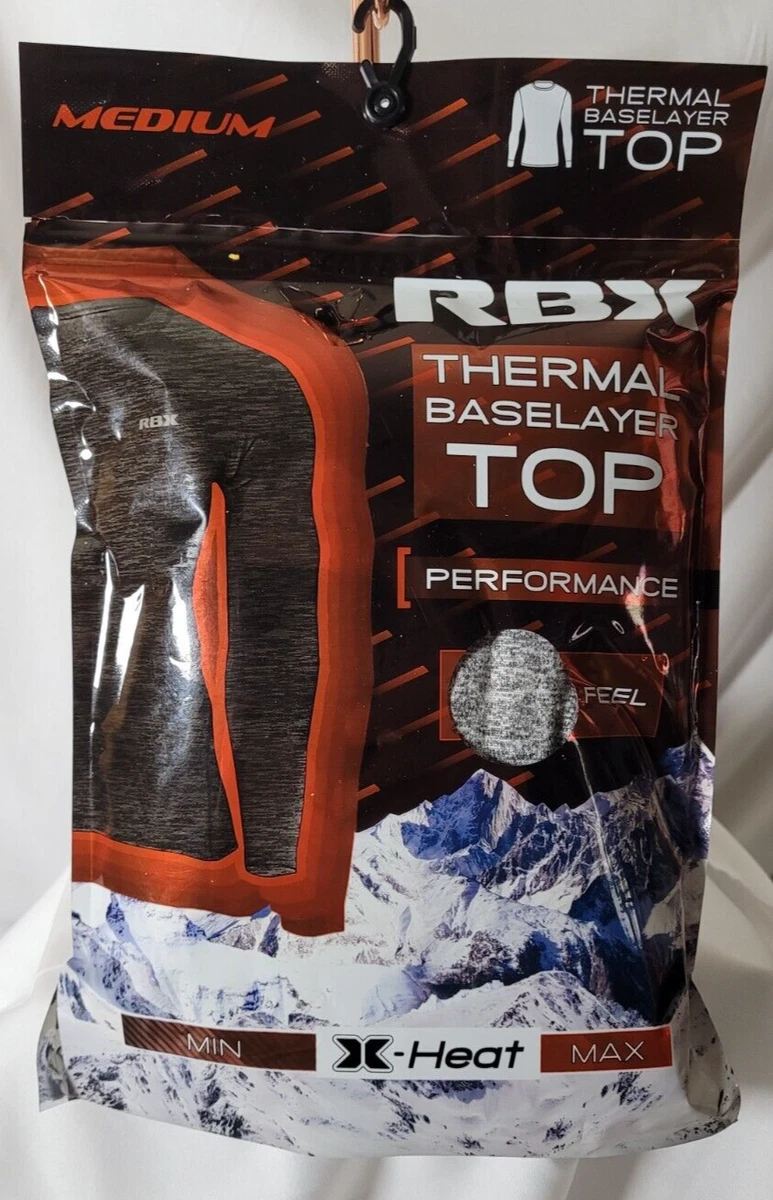 MEDIUM
THERMAL
BASELAYER
TOP
RBX
THERMAL
BASELAYER
TOP
RBX
PERFORMANCE
FEEL
MIN
X-Heat
MAX